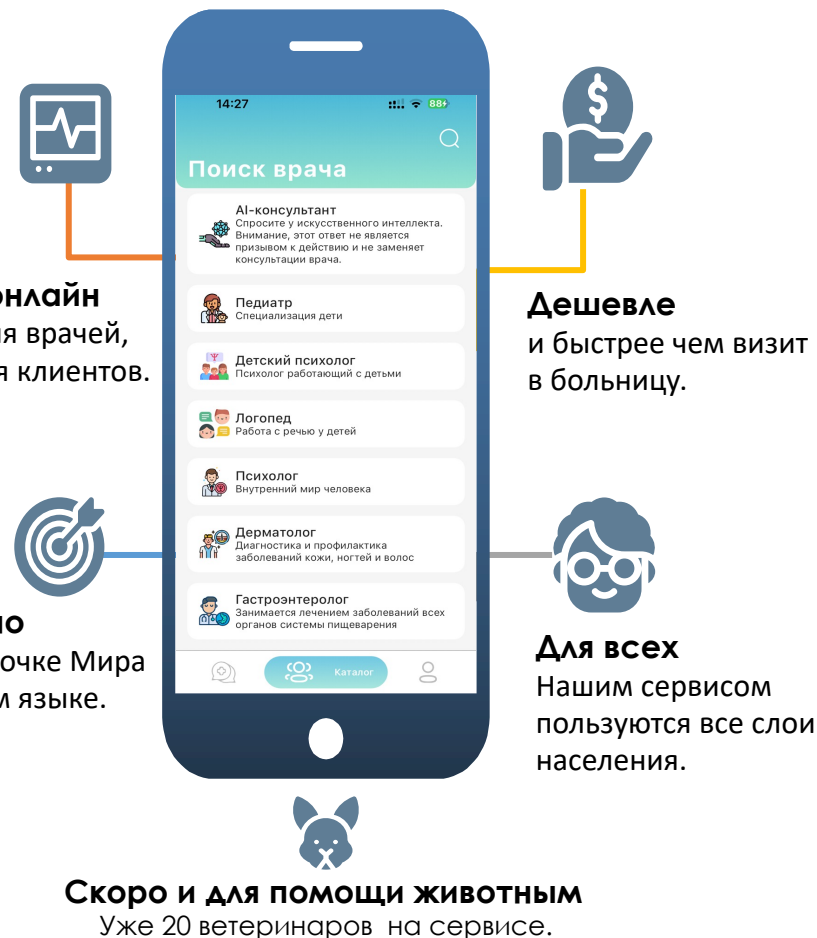 14:27
88
Поиск врача
AI-консультант
Спросите у искусственного интеллекта.
Внимание, этот ответ не является
призывом к действию и не заменяет
консультации врача.
Педиатр
Специализация дети
Детский психолог
Психолог работающий с детьми
Логопед
Работа с речью у детей
Психолог
Внутренний мир человека
Дерматолог
Диагностика и профилактика
заболеваний кожи, ногтей и волос
Гастроэнтеролог
Занимается лечением заболеваний всех
органов системы пищеварения
Каталог
онлайн
врачей,
клиентов.
Дешевле
и быстрее чем визит
в больницу.
Мира
языке.
Для всех
Нашим сервисом
пользуются все слои
населения.
Скоро и для помощи животным
Уже 20 ветеринаров на сервисе.